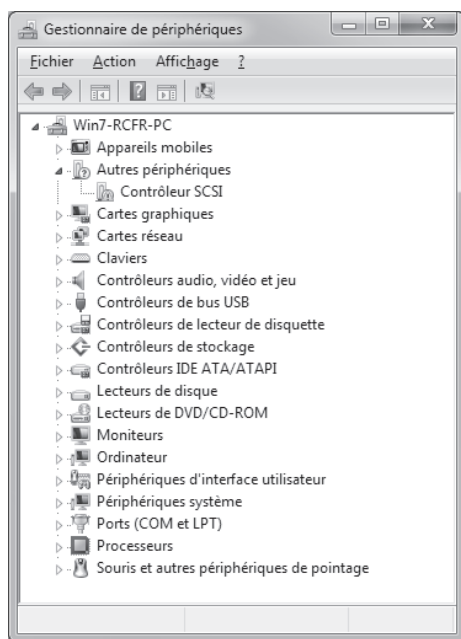 Gestionnaire de périphériques
Fichier Action Affichage ?
Win7-RCFR-PC
Appareils mobiles
Autres périphériques
Contrôleur SCSI
Cartes graphiques
Cartes réseau
Claviers
Contrôleurs audio, vidéo et jeu
Contrôleurs de bus USB
Contrôleurs de lecteur de disquette
Contrôleurs de stockage
Contrôleurs IDE ATA/ATAPI
Lecteurs de disque
Lecteurs de DVD/CD-ROM
Moniteurs
Ordinateur
Périphériques d'interface utilisateur
Périphériques système
Ports (COM et LPT)
Processeurs
Souris et autres périphériques de pointage